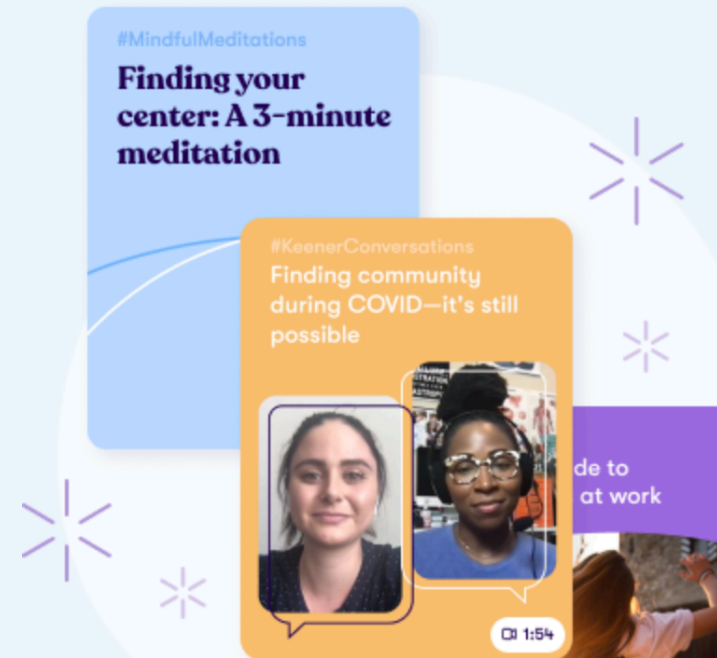 #MindfulMeditations
Finding your
center: A 3-minute
meditation
#KeenerConversations
Finding community
during COVID—it's still
possible
de to
at work
1:54